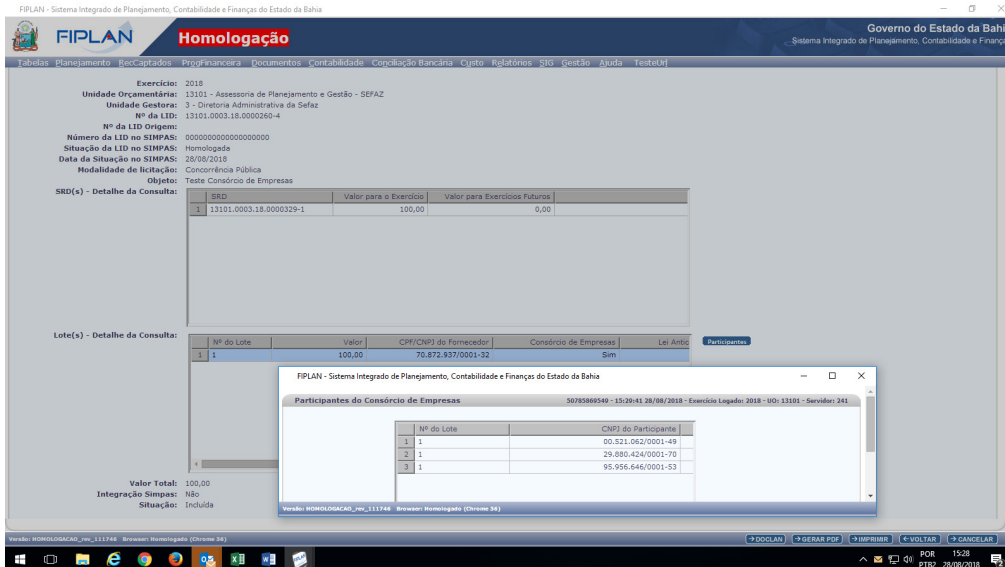 FIPLAN - Sistema Integrado de Planejamento, Contabilidade e Finanças do Estado da Bahia
FIPLAN
Homologação
Governo do Estado da Bahi
Sistema Integrado de Planejamento, Contabilidade e Finança
Tabelas Planejamento RecCaptados ProgFinanceira Documentos Contabilidade Conciliação Bancária Custo Relatórios SIG Gestão Ajuda TesteUrl
Exercício: 2018
Unidade Orçamentária: 13101 - Assessoria de Planejamento e Gestão - SEFAZ
Unidade Gestora: 3 - Diretoria Administrativa da Sefaz
Nº da LID: 13101.0003.18.0000260-4
Nº da LID Origem:
Número da LID no SIMPAS: 0000000000000000000
Situação da LID no SIMPAS: Homologada
Data da Situação no SIMPAS: 28/08/2018
Modalidade de licitação: Concorrência Pública
Objeto: Teste Consórcio de Empresas
SRD(s) - Detalhe da Consulta:
SRD Valor para o Exercício Valor para Exercícios Futuros
1 13101.0003.18.0000329-1 100,00 0,00
Lote(s) - Detalhe da Consulta:
Nº do Lote Valor CPF/CNPJ do Fornecedor Consórcio de Empresas Lei Antic
Participantes
1 1 100,00 70.872.937/0001-32 Sim
FIPLAN - Sistema Integrado de Planejamento, Contabilidade e Finanças do Estado da Bahia
Participantes do Consórcio de Empresas 50785869549 - 15:29:41 28/08/2018 - Exercício Logado: 2018 - UO: 13101 - Servidor: 241
Nº do Lote CNPJ do Participante
1 1 00.521.062/0001-49
2 1 29.880.424/0001-70
3 1 95.956.646/0001-53
Versão: HOMOLOGACAO_rev_111746 Browser: Homologado (Chrome 36)
Valor Total: 100,00
Integração Simpas: Não
Situação: Incluída
Versão: HOMOLOGACAO_rev_111746 Browser: Homologado (Chrome 36)
DOCLAN GERAR PDF IMPRIMIR VOLTAR CANCELAR
POR 15:28
PTB2 28/08/2018